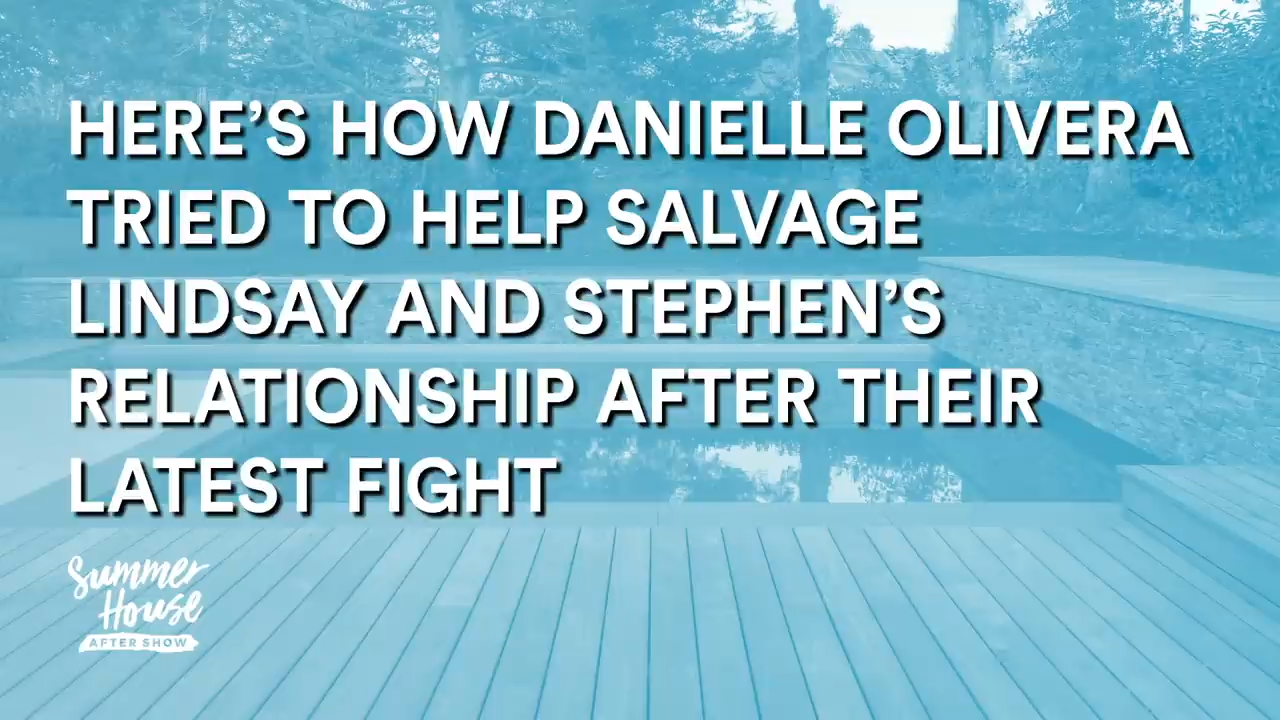 HERE’S HOW DANIELLE OLIVERA
TRIED TO HELP SALVAGE
LINDSAY AND STEPHEN’S
RELATIONSHIP AFTER THEIR
LATEST FIGHT
Summer
House
AFTER SHOW